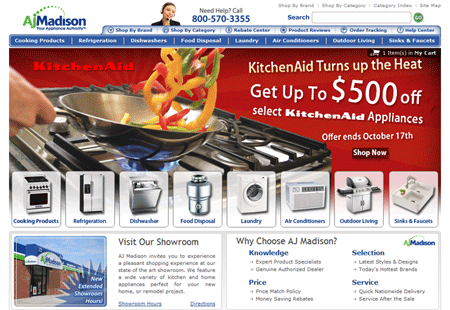 AjMadison
Your Appliance Authority
Need Help? Call
800-570-3355
Shop By Brand | Shop By Category | Category Index | Site Map
Search
GO
Shop By Brand
Shop By Category
Rebate Center
Product Reviews
Order Tracking
Help Center
Cooking Products
Refrigeration
Dishwashers
Food Disposal
Laundry
Air Conditioners
Outdoor Living
Sinks & Faucets
1 Item(s) in My Cart
KitchenAid
KitchenAid Turns up the Heat
Get Up To $500 off
select KitchenAid Appliances
Offer ends October 17th
Shop Now
Cooking Products
Refrigeration
Dishwasher
Food Disposal
Laundry
Air Conditioners
Outdoor Living
Sinks & Faucets
AjMadison
New
Extended
Showroom
Hours!
Visit Our Showroom
AJ Madison invites you to experience
a pleasant shopping experience at our
state of the art showroom. We feature
a wide variety of kitchen and home
appliances perfect for your new
home, or remodel project.
Showroom Hours
Directions
Why Choose AJ Madison?
AjMadison
Knowledge
Expert Product Specialists
Genuine Authorized Dealer
Selection
Latest Styles & Designs
Today's Hottest Brands
Price
Price Match Policy
Money Saving Rebates
Service
Quick Nationwide Delivery
Service After the Sale